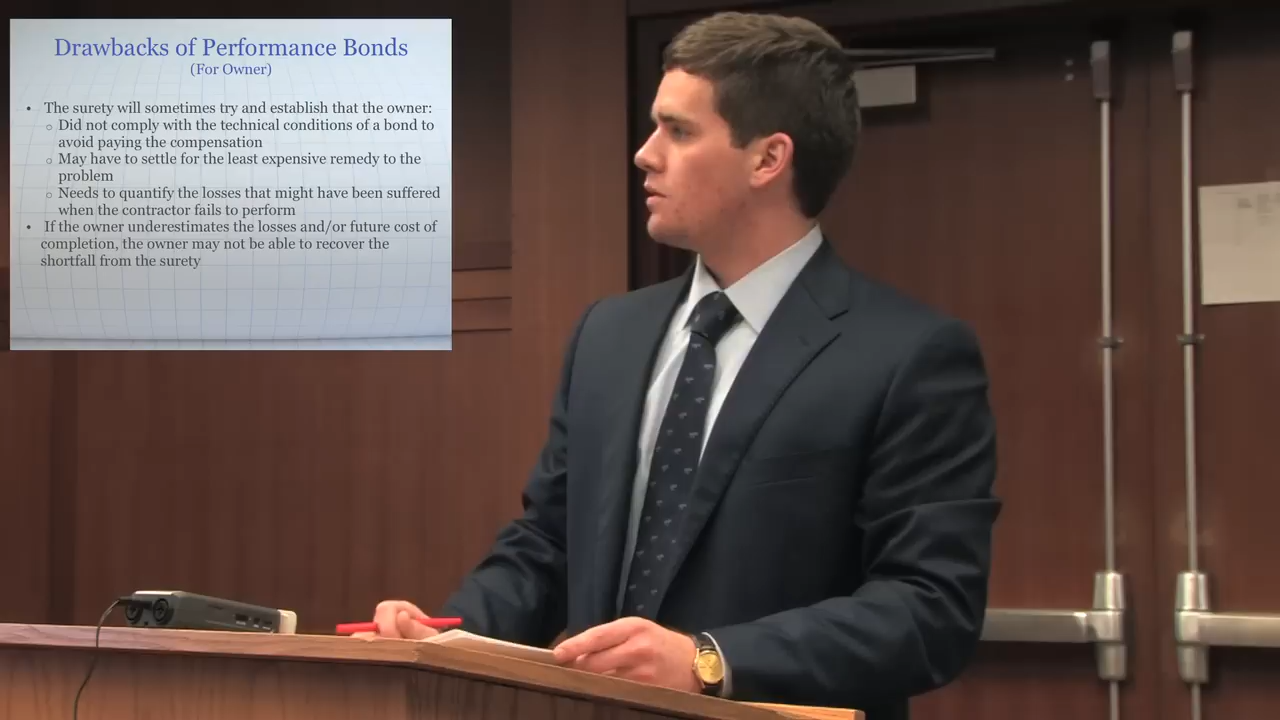 Drawbacks of Performance Bonds
(For Owner)
• The surety will sometimes try and establish that the owner:
o Did not comply with the technical conditions of a bond to
avoid paying the compensation
o May have to settle for the least expensive remedy to the
problem
o Needs to quantify the losses that might have been suffered
when the contractor fails to perform
• If the owner underestimates the losses and/or future cost of
completion, the owner may not be able to recover the
shortfall from the surety